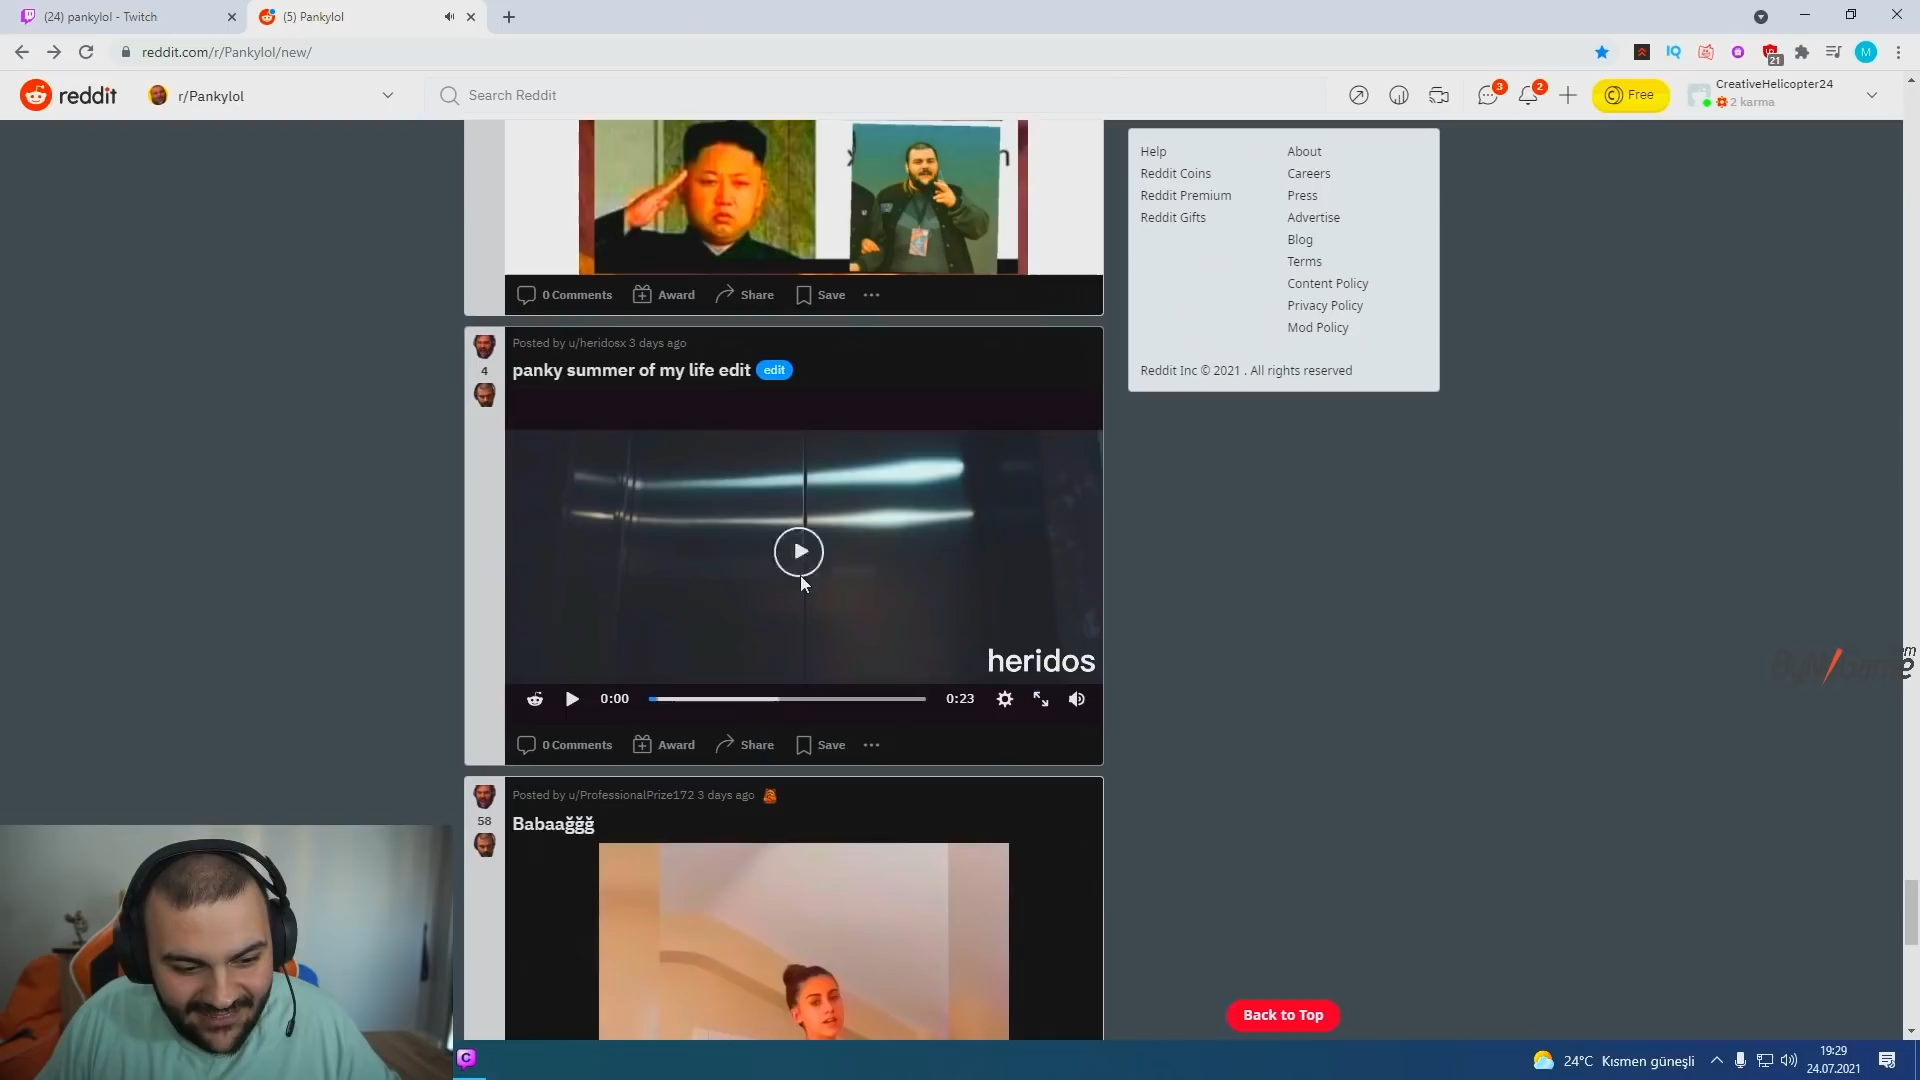 (24) pankylol - Twitch
(5) Pankylol
reddit.com/r/Pankylol/new/
IQ
21
M
reddit
r/Pankylol
Search Reddit
3
2
Free
CreativeHelicopter24
2 karma
0 Comments
Award
Share
Save
Help
About
Reddit Coins
Careers
Reddit Premium
Press
Reddit Gifts
Advertise
Blog
Terms
Content Policy
Privacy Policy
Mod Policy
Reddit Inc © 2021 . All rights reserved
Posted by u/heridosx 3 days ago
4
panky summer of my life edit
edit
heridos
0:00
0:23
0 Comments
Award
Share
Save
Posted by u/ProfessionalPrize172 3 days ago
58
Babaağğğ
Back to Top
24°C Kısmen güneşli
19:29
24.07.2021